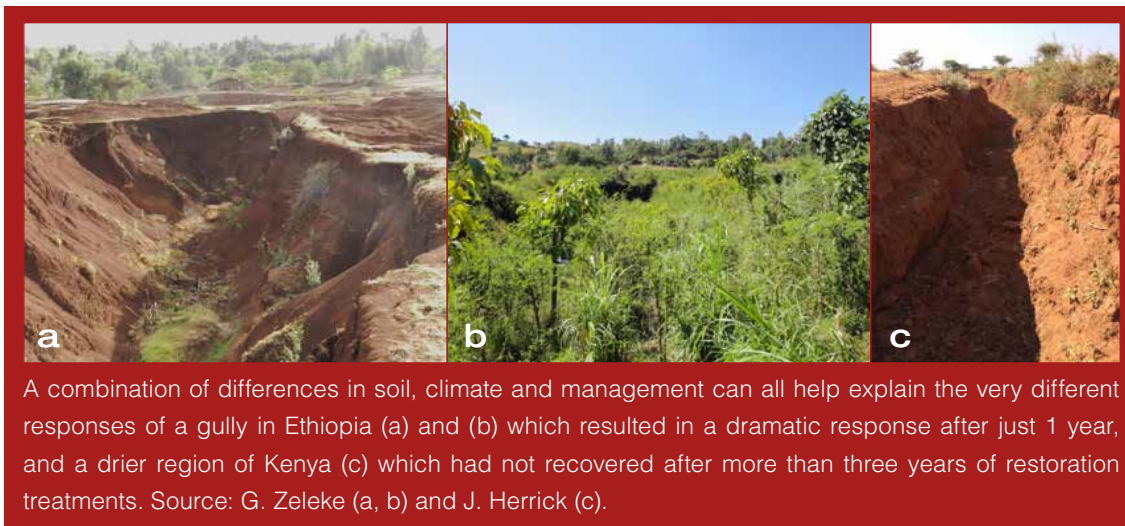 a
b
c
A combination of differences in soil, climate and management can all help explain the very different
responses of a gully in Ethiopia (a) and (b) which resulted in a dramatic response after just 1 year,
and a drier region of Kenya (c) which had not recovered after more than three years of restoration
treatments. Source: G. Zeleke (a, b) and J. Herrick (c).